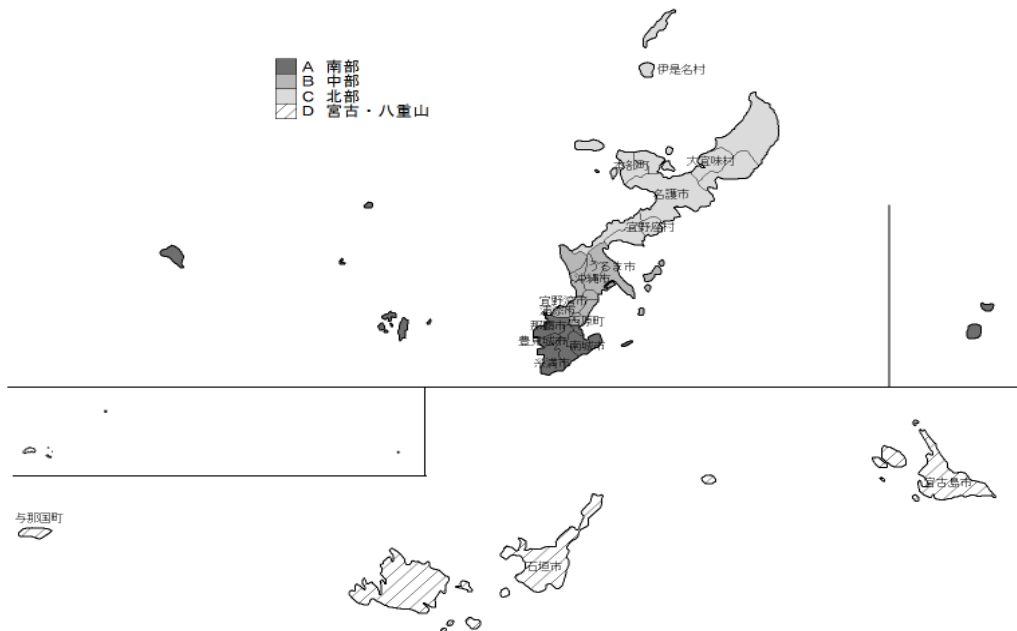 A 南部
B 中部
C 北部
D 宮古・八重山
伊是名村
大宜味村
本部町
名護市
宜野座村
うるま市
沖縄市
宜野湾市
浦添市
西原町
那覇市
豊見城市
南城市
糸満市
宮古島市
与那国町
石垣市